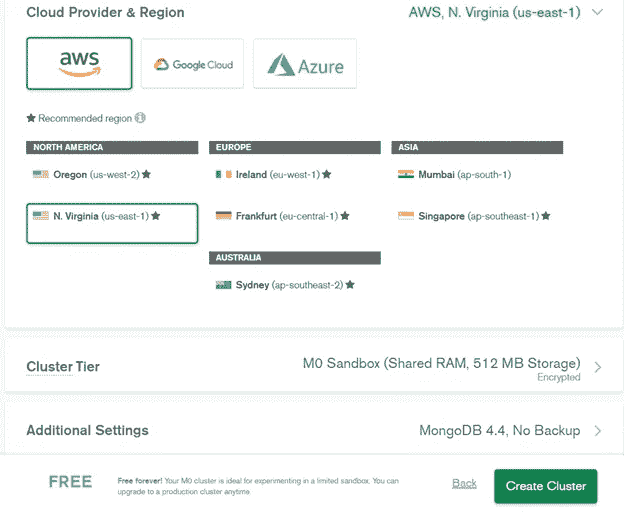 Cloud Provider & Region
AWS, N. Virginia (us-east-1)
aws
Google Cloud
Azure
★ Recommended region
NORTH AMERICA
EUROPE
ASIA
Oregon (us-west-2) ★
Ireland (eu-west-1) ★
Mumbai (ap-south-1)
N. Virginia (us-east-1) ★
Frankfurt (eu-central-1) ★
Singapore (ap-southeast-1) ★
AUSTRALIA
Sydney (ap-southeast-2) ★
Cluster Tier
M0 Sandbox (Shared RAM, 512 MB Storage)
Encrypted
Additional Settings
MongoDB 4.4, No Backup
FREE
Free forever! Your M0 cluster is ideal for experimenting in a limited sandbox. You can
upgrade to a production cluster anytime
Back
Create Cluster